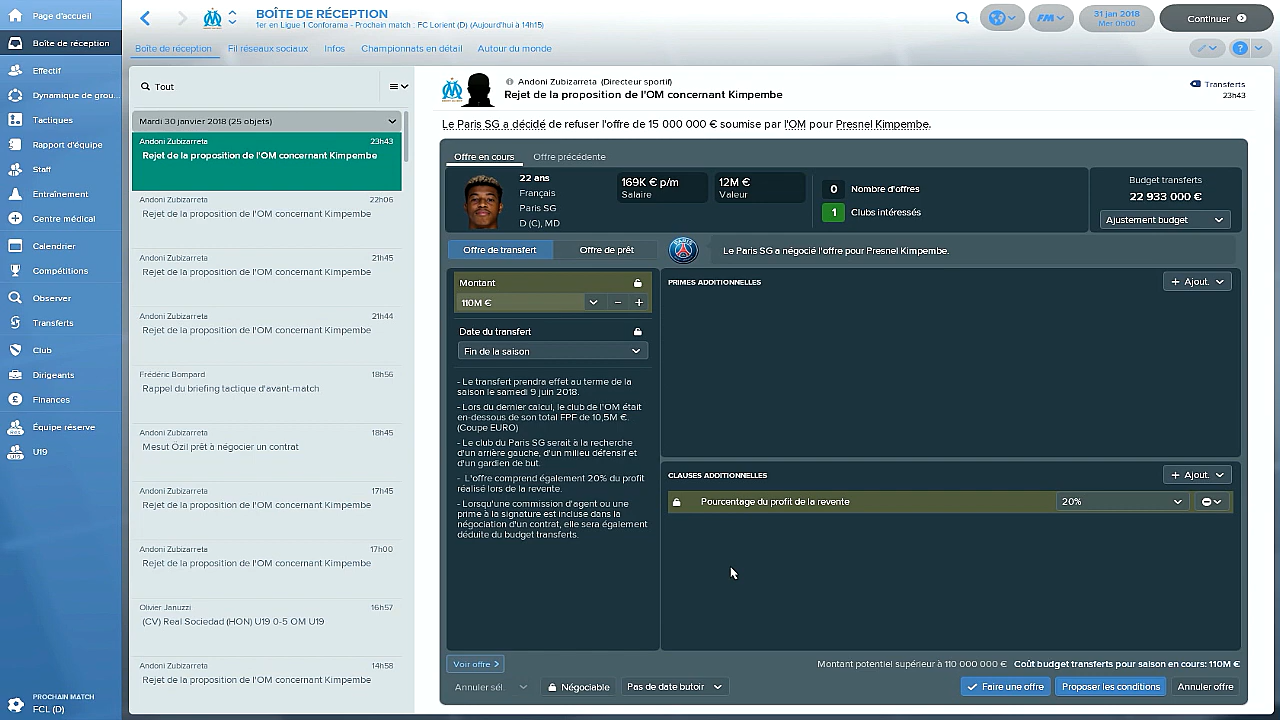 Page d'accueil
Boîte de réception
Effectif
Dynamique de grou...
Tactiques
Rapport d'équipe
Staff
Entraînement
Centre médical
Calendrier
Compétitions
Observer
Transferts
Club
Dirigeants
Finances
Équipe réserve
U19
PROCHAIN MATCH
FCL (D)
BOÎTE DE RÉCEPTION
1er en Ligue 1 Conforama - Prochain match : FC Lorient (D) (Aujourd'hui à 14h15)
FM
31 jan 2018
Mer 0h00
Continuer
Boîte de réception Fil réseaux sociaux Infos Championnats en détail Autour du monde
?
Tout
Mardi 30 janvier 2018 (25 objets)
Andoni Zubizarreta 23h43
Rejet de la proposition de l'OM concernant Kimpembe
Andoni Zubizarreta 22h06
Rejet de la proposition de l'OM concernant Kimpembe
Andoni Zubizarreta 21h45
Rejet de la proposition de l'OM concernant Kimpembe
Andoni Zubizarreta 21h44
Rejet de la proposition de l'OM concernant Kimpembe
Frédéric Bompard 18h56
Rappel du briefing tactique d'avant-match
Andoni Zubizarreta 18h45
Mesut Özil prêt à négocier un contrat
Andoni Zubizarreta 17h45
Rejet de la proposition de l'OM concernant Kimpembe
Andoni Zubizarreta 17h00
Rejet de la proposition de l'OM concernant Kimpembe
Olivier Januzzi 16h57
(CV) Real Sociedad (HON) U19 0-5 OM U19
Andoni Zubizarreta 14h58
Rejet de la proposition de l'OM concernant Kimpembe
Andoni Zubizarreta (Directeur sportif)
Rejet de la proposition de l'OM concernant Kimpembe
Transferts
23h43
Le Paris SG a décidé de refuser l'offre de 15 000 000 € soumise par l'OM pour Presnel Kimpembe.
Offre en cours Offre précédente
22 ans
Français
Paris SG
D (C), MD
169K € p/m
Salaire
12M €
Valeur
0 Nombre d'offres
1 Clubs intéressés
Budget transferts
22 933 000 €
Ajustement budget
Offre de transfert Offre de prêt
Le Paris SG a négocié l'offre pour Presnel Kimpembe.
Montant
110M €
Date du transfert
Fin de la saison
- Le transfert prendra effet au terme de la
saison le samedi 9 juin 2018.
- Lors du dernier calcul, le club de l'OM était
en-dessous de son total FPF de 10,5M €.
(Coupe EURO)
- Le club du Paris SG serait à la recherche
d'un arrière gauche, d'un milieu défensif et
d'un gardien de but.
- L'offre comprend également 20% du profit
réalisé lors de la revente.
- Lorsqu'une commission d'agent ou une
prime à la signature est incluse dans la
négociation d'un contrat, elle sera également
déduite du budget transferts.
PRIMES ADDITIONNELLES
+ Ajout.
CLAUSES ADDITIONNELLES
+ Ajout.
Pourcentage du profit de la revente 20%
Voir offre >
Montant potentiel supérieur à 110 000 000 € Coût budget transferts pour saison en cours: 110M €
Annuler sél. Négociable Pas de date butoir Faire une offre Proposer les conditions Annuler offre